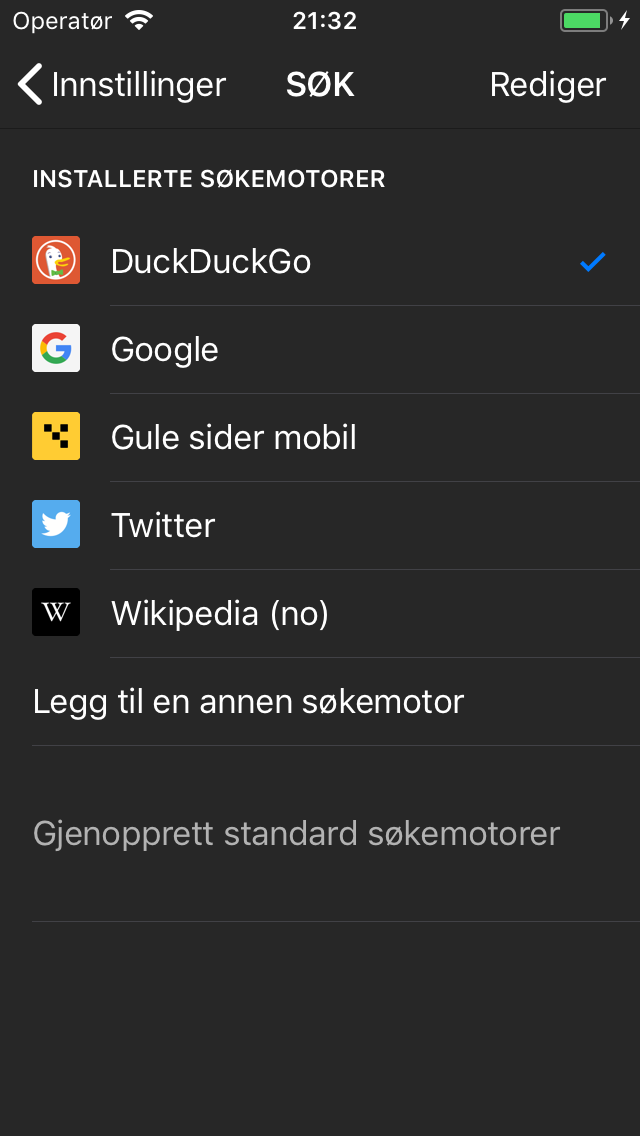 Operatør 21:32
Innstillinger SØK Rediger
INSTALLERTE SØKEMOTORER
DuckDuckGo
Google
Gule sider mobil
Twitter
W Wikipedia (no)
Legg til en annen søkemotor
Gjenopprett standard søkemotorer